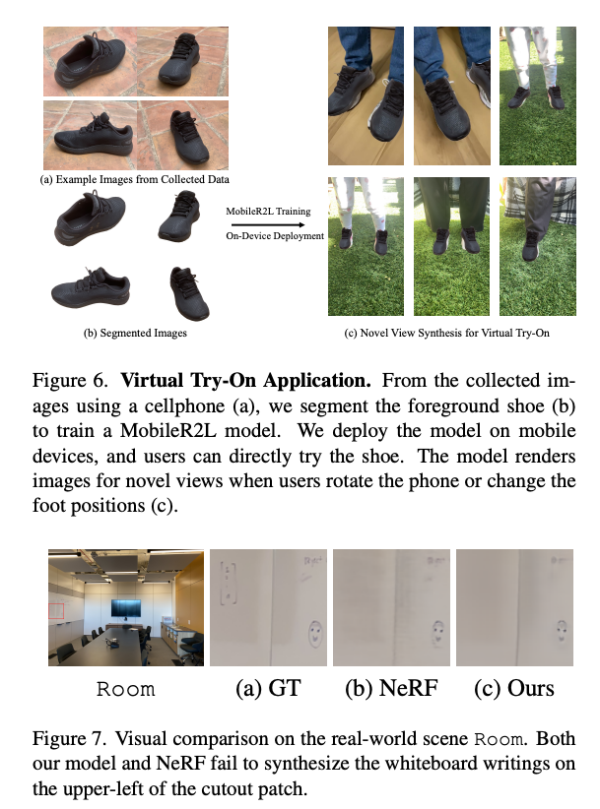 (a) Example Images from Collected Data
MobileR2L Training
On-Device Deployment
(b) Segmented Images
(c) Novel View Synthesis for Virtual Try-On
Figure 6. Virtual Try-On Application. From the collected im-
ages using a cellphone (a), we segment the foreground shoe (b)
to train a MobileR2L model. We deploy the model on mobile
devices, and users can directly try the shoe. The model renders
images for novel views when users rotate the phone or change the
foot positions (c).
Room
(a) GT
(b) NeRF
(c) Ours
Figure 7. Visual comparison on the real-world scene Room. Both
our model and NeRF fail to synthesize the whiteboard writings on
the upper-left of the cutout patch.